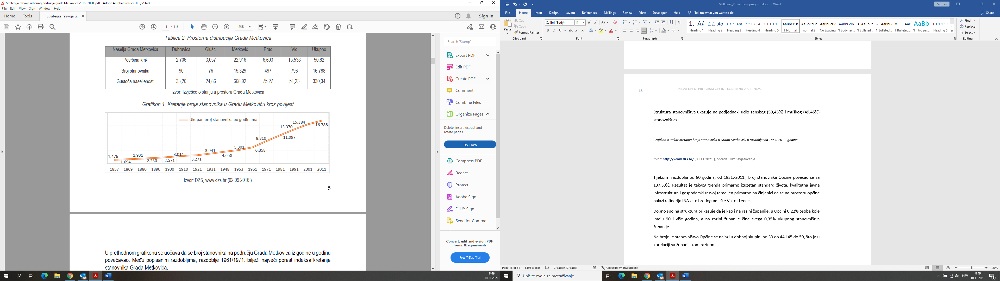 Strategija razvoja urbanog područja grada Metkovića 2016.-2020..pdf - Adobe Acrobat Reader DC (32-bit)
File Edit View Sign Window Help
Home Tools Strategija razvoja u... × Sign In
11 / 116 125%
Tablica 2. Prostorna distribucija Grada Metkovića
Naselja Grada Metkovića Dubravica Glušci Metković Prud Vid Ukupno
Površina km² 2,706 3,057 22,916 6,603 15,538 50,82
Broj stanovnika 90 76 15.329 497 796 16.788
Gustoća naseljenosti 33,26 24,86 668,92 75,27 51,23 330,34
Izvor: Izvješće o stanju u prostoru Grada Metkovića
Grafikon 1. Kretanje broja stanovnika u Gradu Metkoviću kroz povijest
Ukupan broj stanovnika po godinama
1.476 1.694 1.931 2.230 2.571 3.014 3.271 3.941 4.658 5.301 6.358 8.810 11.097 13.370 15.384 16.788
1857 1869 1880 1890 1900 1910 1921 1931 1948 1953 1961 1971 1981 1991 2001 2011
Izvor: DZS, www.dzs.hr (02.09.2016.)
5
U prethodnom grafikonu se uočava da se broj stanovnika na području Grada Metkovića iz godine u godinu
povećavao. Među popisanim razdobljima, razdoblje 1961/1971. bilježi najveći porast indeksa kretanja
stanovnika Grada Metkovića.
Search 'Stamp'
Export PDF
Edit PDF
Create PDF
Comment
Combine Files
Organize Pages
Delete, insert, extract and
rotate pages.
Try now
Compress PDF
Redact
Protect
Adobe Sign
Fill & Sign
Send for Comme...
Convert, edit and e-sign PDF
forms & agreements
Free 7-Day Trial
8:49
10.11.2021.
Metković_Provedbeni program.docx - Word
Sign in
File Home Insert Design Layout References Mailings Review View Developer Help Tell me what you want to do Share
Paste
Cut
Copy
Format Painter
Clipboard
Calibri (Body) 11
Font
Paragraph
1. AA 1.1. Aa 1.1.1. Aai 1.1.1.1. A 1.1.1.1.1. AaBbCcDc AaBbCcDc AaBbCcDc AaBbCcDc AaBbCc AaBbC AaB AaBb 1.1.1.1.1.1
Heading 1 Heading 2 Heading 3 Heading 4 Heading 5 ¶ Normal normal 2 No Spacing ¶ Body tex... ¶ Bulleted... ¶ Bulleted... ¶ Bulleted... ¶ Intro par... Heading 6
Styles
Find
Replace
Select
Editing
18 PROVEDBENI PROGRAM OPĆINE KOSTRENA 2022.-2025.
Struktura stanovništva ukazuje na podjednaki udio ženskog (50,45%) i muškog (49,45%)
stanovništva.
Grafikon 4 Prikaz kretanja broja stanovnika u Gradu Metkoviću u razdoblju od 1857.-2011. godine
Izvor: http://www.dzs.hr/ (09.11.2021.), obrada UHY Savjetovanje
Tijekom razdoblja od 80 godina, od 1931.-2011., broj stanovnika Općine povećao se za
137,50%. Rezultat je takvog trenda primarno izuzetan standard života, kvalitetna javna
infrastruktura i gospodarski razvoj temeljen primarno na činjenici da se na prostoru općine
nalazi rafinerija INA-e te brodogradilište Viktor Lenac.
Dobno spolna struktura prikazuje da je kao i na razini županije, u Općini 0,22% osoba koje
imaju 90 i više godina, a na razini županije čine svega 0,35% ukupnog stanovništva
županije.
Najbrojnije stanovništvo Općine se nalazi u dobnoj skupini od 30 do 44 i 45 do 59, što je u
korelaciji sa županijskom razinom.
Page 18 of 34 6193 words Croatian (Croatia) Accessibility: Investigate 120%
Upišite ovdje za pretraživanje
HRV
8:49
10.11.2021.